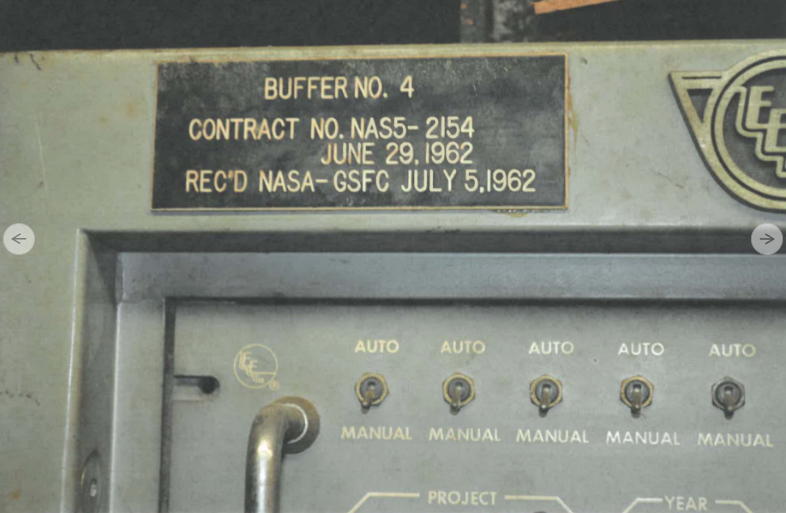 BUFFER NO. 4
CONTRACT NO. NAS5-2154
JUNE 29, 1962
REC'D NASA-GSFC JULY 5, 1962
AUTO AUTO AUTO AUTO AUTO
MANUAL MANUAL MANUAL MANUAL MANUAL
PROJECT YEAR